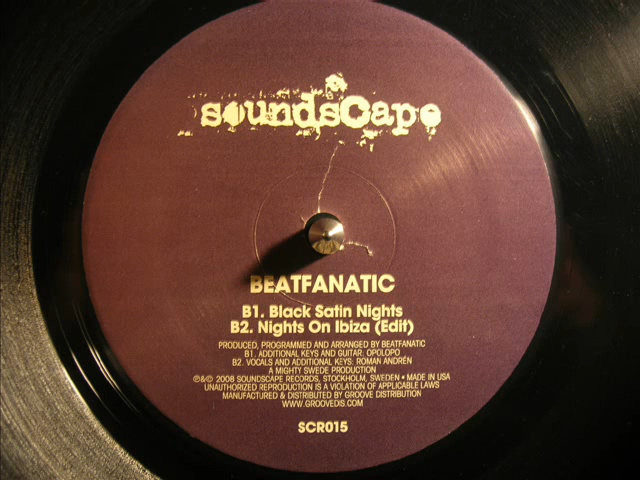 soundsCape
BEATFANATIC
B1. Black Satin Nights
B2. Nights On Ibiza (Edit)
PRODUCED, PROGRAMMED AND ARRANGED BY BEATFANATIC
B1. ADDITIONAL KEYS AND GUITAR: OPOLOPO
B2. VOCALS AND ADDITIONAL KEYS: ROMAN ANDRÉN
A MIGHTY SWEDE PRODUCTION
℗&© 2008 SOUNDSCAPE RECORDS, STOCKHOLM, SWEDEN • MADE IN USA
UNAUTHORIZED REPRODUCTION IS A VIOLATION OF APPLICABLE LAWS
MANUFACTURED & DISTRIBUTED BY GROOVE DISTRIBUTION
WWW.GROOVEDIS.COM
SCR015